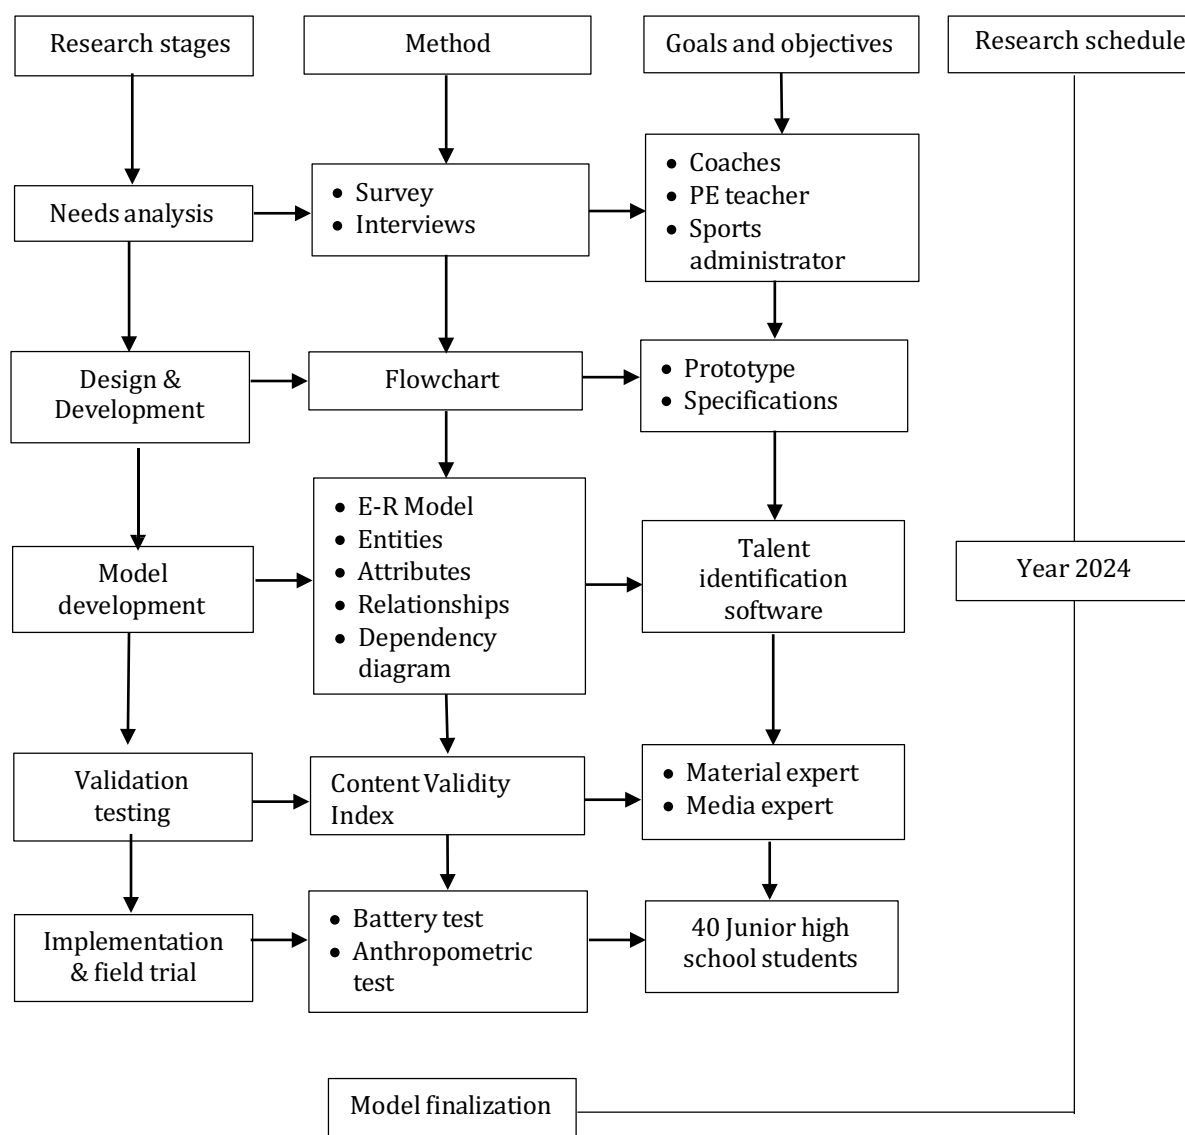 Research stages
Method
Goals and objectives
Research schedule
Needs analysis
• Survey
• Interviews
• Coaches
• PE teacher
• Sports
administrator
Design &
Development
Flowchart
• Prototype
• Specifications
Model
development
• E-R Model
• Entities
• Attributes
• Relationships
• Dependency
diagram
Talent
identification
software
Year 2024
Validation
testing
Content Validity
Index
• Material expert
• Media expert
Implementation
& field trial
• Battery test
• Anthropometric
test
40 Junior high
school students
Model finalization